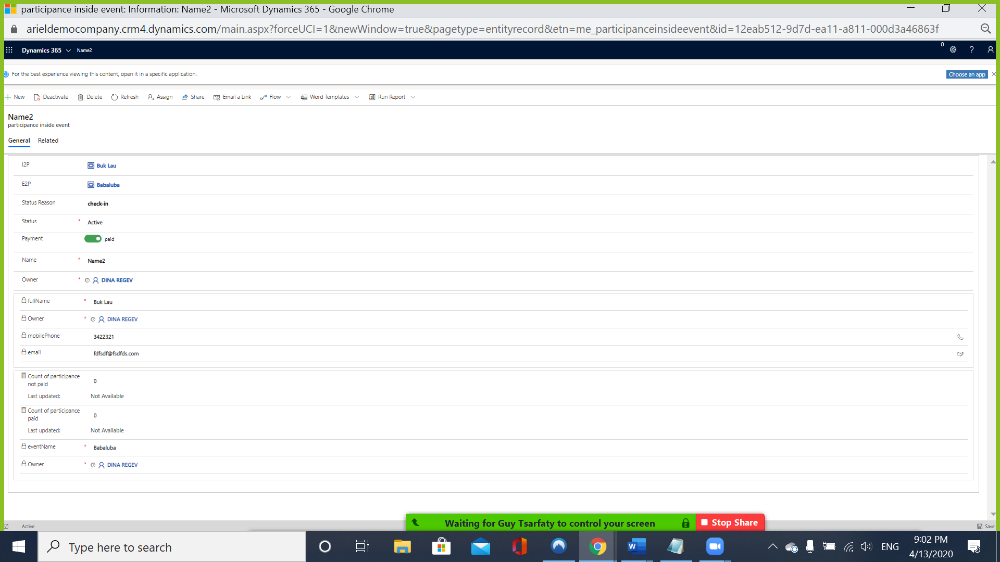 participance inside event: Information: Name2 - Microsoft Dynamics 365 - Google Chrome
arieldemocompany.crm4.dynamics.com/main.aspx?forceUCI=1&newWindow=true&pagetype=entityrecord&etn=me_participanceinsideevent&id=12eab512-9d7d-ea11-a811-000d3a46863f
Dynamics 365 Name2 0 ?
For the best experience viewing this content, open it in a specific application. Choose an app
New Deactivate Delete Refresh Assign Share Email a Link Flow Word Templates Run Report
Name2
participance inside event
General Related
I2P Buk Lau
E2P Babaluba
Status Reason check-in
Status * Active
Payment paid
Name * Name2
Owner * DINA REGEV
fullName * Buk Lau
Owner * DINA REGEV
mobilePhone 3422321
email fdfsdf@fsdfds.com
Count of participance
not paid 0
Last updated: Not Available
Count of participance
paid 0
Last updated: Not Available
eventName * Babaluba
Owner * DINA REGEV
Waiting for Guy Tsarfaty to control your screen Stop Share
Active Save
Type here to search
ENG
9:02 PM
4/13/2020